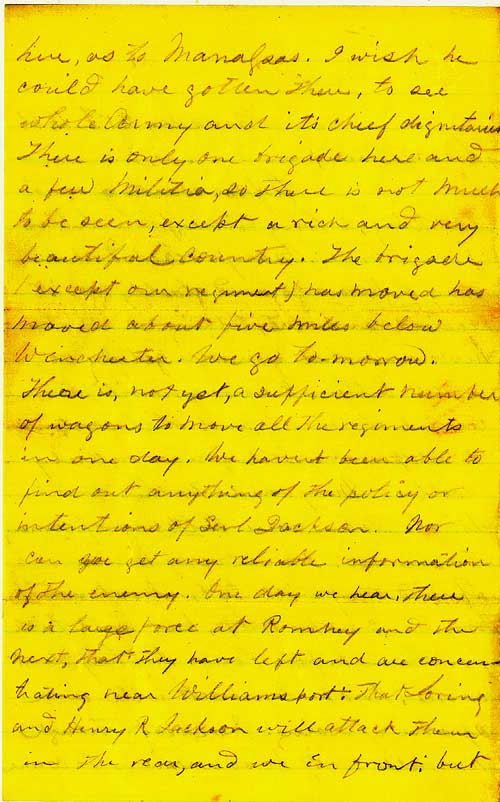 here, as to Manassas. I wish he
could have gotten there, to see
whole Army and it's chief dignitaries
There is only one brigade here and
a few Militia, so there is not much
to be seen, except a rich and very
beautiful country. The brigade
(except our regiment) has moved has
moved about five miles below
Winchester. We go to-morrow.
There is, not yet, a sufficient number
of wagons to move all the regiments
in one day. We havent been able to
find out anything of the policy or
intentions of Genl Jackson. Nor
can we get any reliable information
of the enemy. One day we hear, there
is a large force at Romney and the
next, that they have left and are concen
trating near Williamsport. That Loring
and Henry R Jackson will attack them
in the rear, and we in front. but